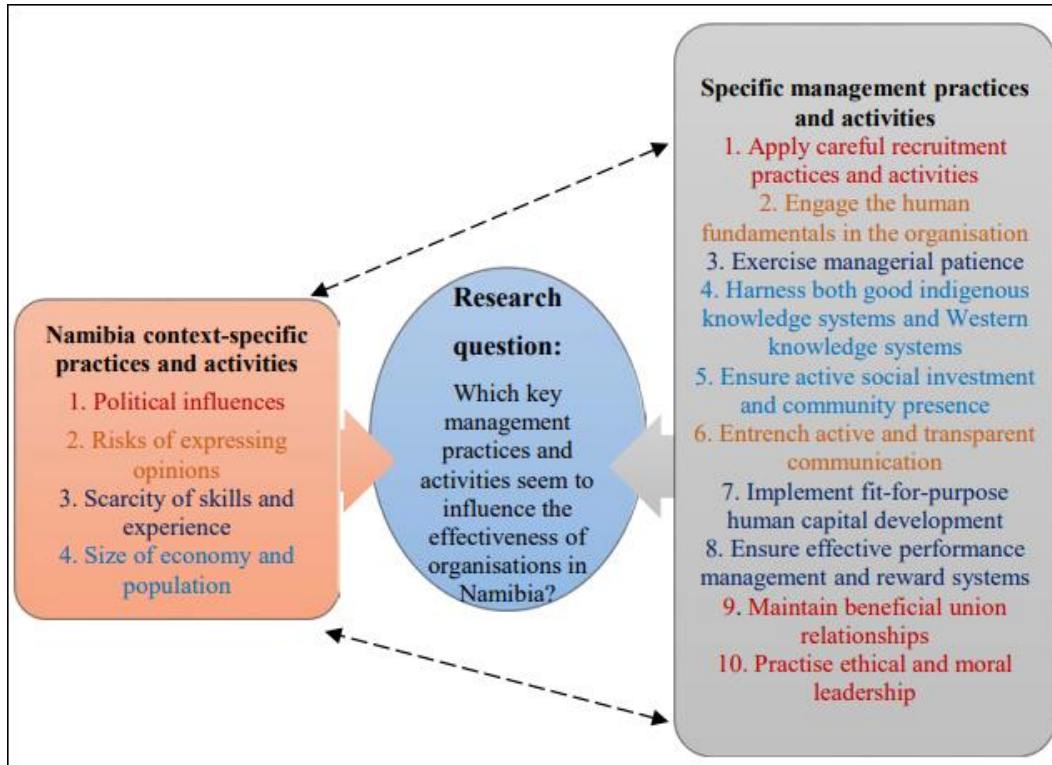 Namibia context-specific
practices and activities
1. Political influences
2. Risks of expressing
opinions
3. Scarcity of skills and
experience
4. Size of economy and
population
Research
question:
Which key
management
practices and
activities seem to
influence the
effectiveness of
organisations in
Namibia?
Specific management practices
and activities
1. Apply careful recruitment
practices and activities
2. Engage the human
fundamentals in the organisation
3. Exercise managerial patience
4. Harness both good indigenous
knowledge systems and Western
knowledge systems
5. Ensure active social investment
and community presence
6. Entrench active and transparent
communication
7. Implement fit-for-purpose
human capital development
8. Ensure effective performance
management and reward systems
9. Maintain beneficial union
relationships
10. Practise ethical and moral
leadership